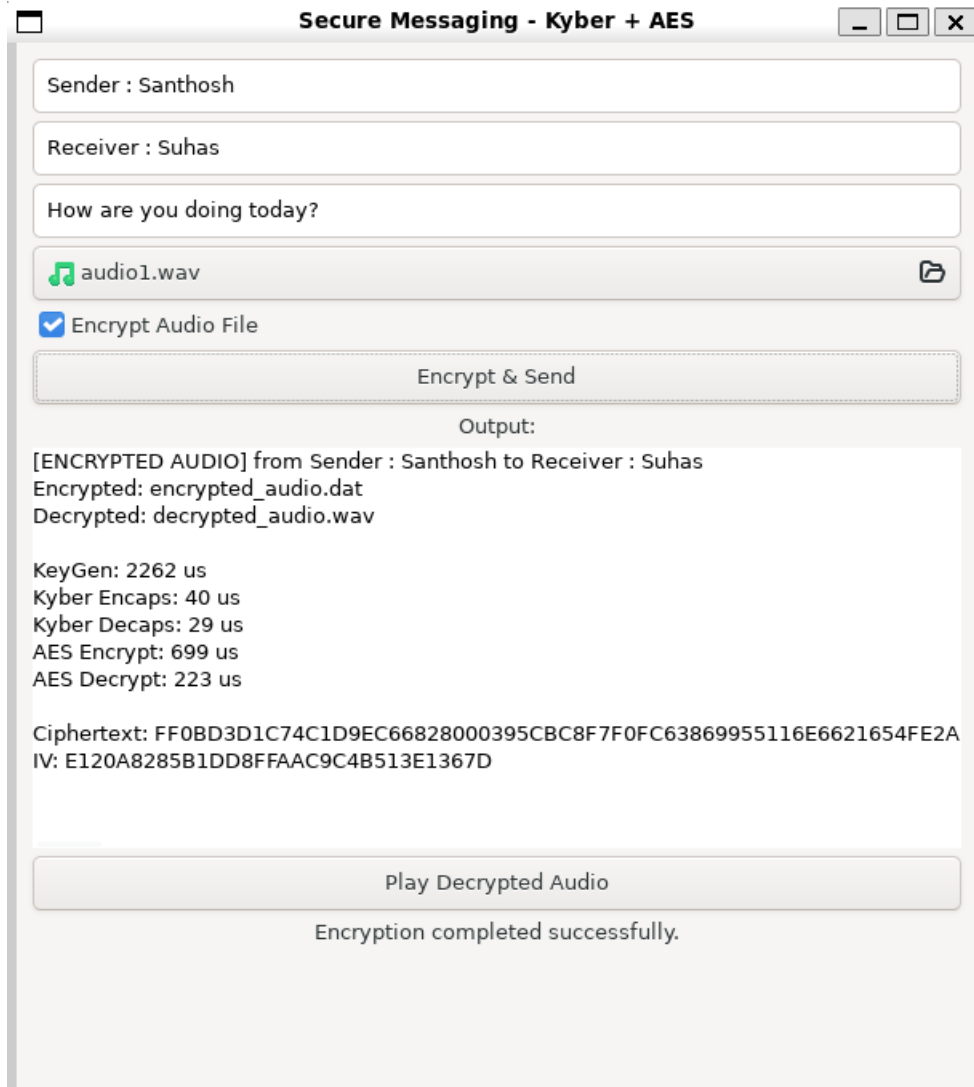 Secure Messaging - Kyber + AES
Sender : Santhosh
Receiver : Suhas
How are you doing today?
audio1.wav
Encrypt Audio File
Encrypt & Send
Output:
[ENCRYPTED AUDIO] from Sender : Santhosh to Receiver : Suhas
Encrypted: encrypted_audio.dat
Decrypted: decrypted_audio.wav
KeyGen: 2262 us
Kyber Encaps: 40 us
Kyber Decaps: 29 us
AES Encrypt: 699 us
AES Decrypt: 223 us
Ciphertext: FF0BD3D1C74C1D9EC66828000395CBC8F7F0FC63869955116E6621654FE2A
IV: E120A8285B1DD8FFAAC9C4B513E1367D
Play Decrypted Audio
Encryption completed successfully.